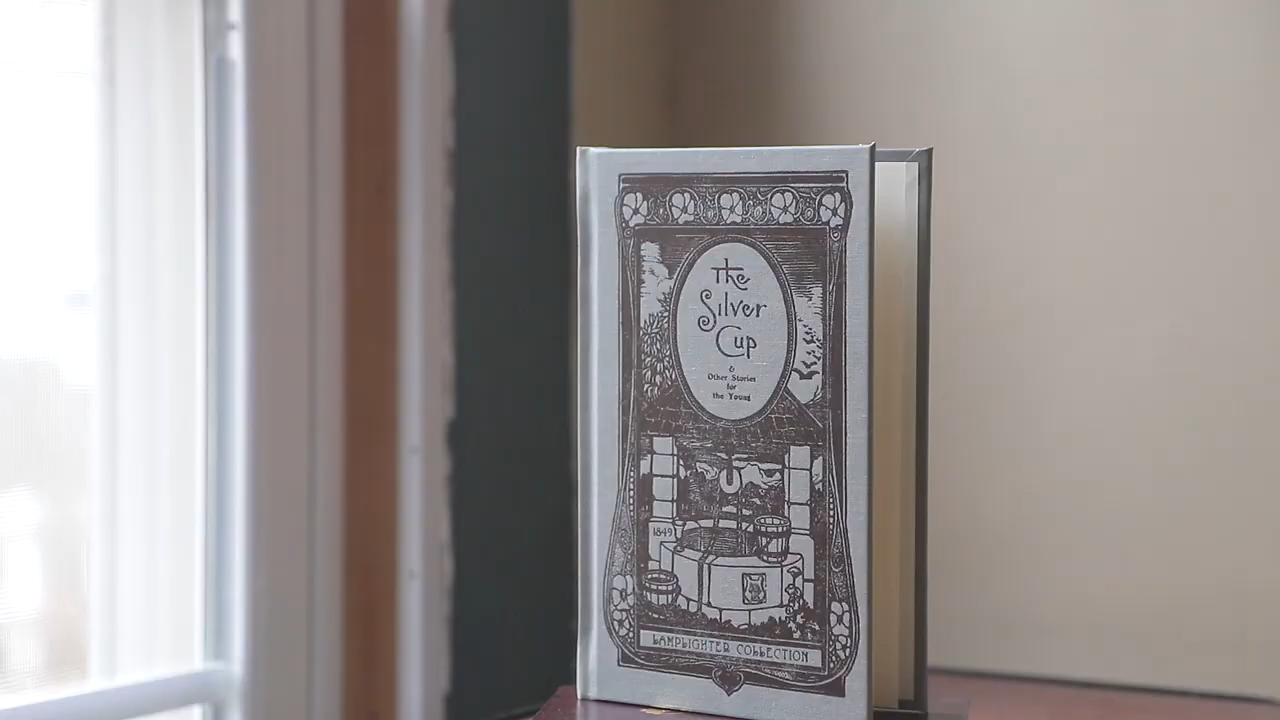 The
Silver
Cup
&
Other Stories
for
the Young
1849
LAMPLIGHTER COLLECTION